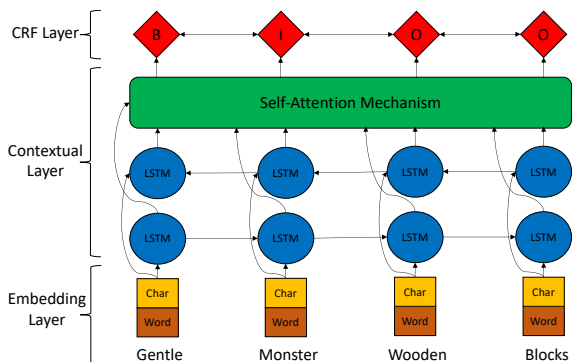 CRF Layer
B I O O
Self-Attention Mechanism
Contextual
Layer
LSTM LSTM LSTM LSTM
LSTM LSTM LSTM LSTM
Embedding
Layer
Char Char Char Char
Word Word Word Word
Gentle Monster Wooden Blocks